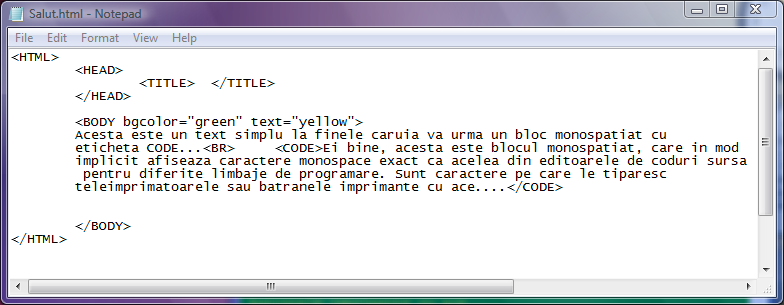 Salut.html - Notepad
File Edit Format View Help
<HTML>
<HEAD>
<TITLE> </TITLE>
</HEAD>
<BODY bgcolor="green" text="yellow">
Acesta este un text simplu la finele caruia va urma un bloc monospatiat cu
eticheta CODE...<BR> <CODE>Ei bine, acesta este blocul monospatiat, care in mod
implicit afiseaza caractere monospace exact ca acelea din editoarele de coduri sursa
pentru diferite limbaje de programare. Sunt caractere pe care le tiparesc
teleimprimatoarele sau batranele imprimante cu ace....</CODE>
</BODY>
</HTML>